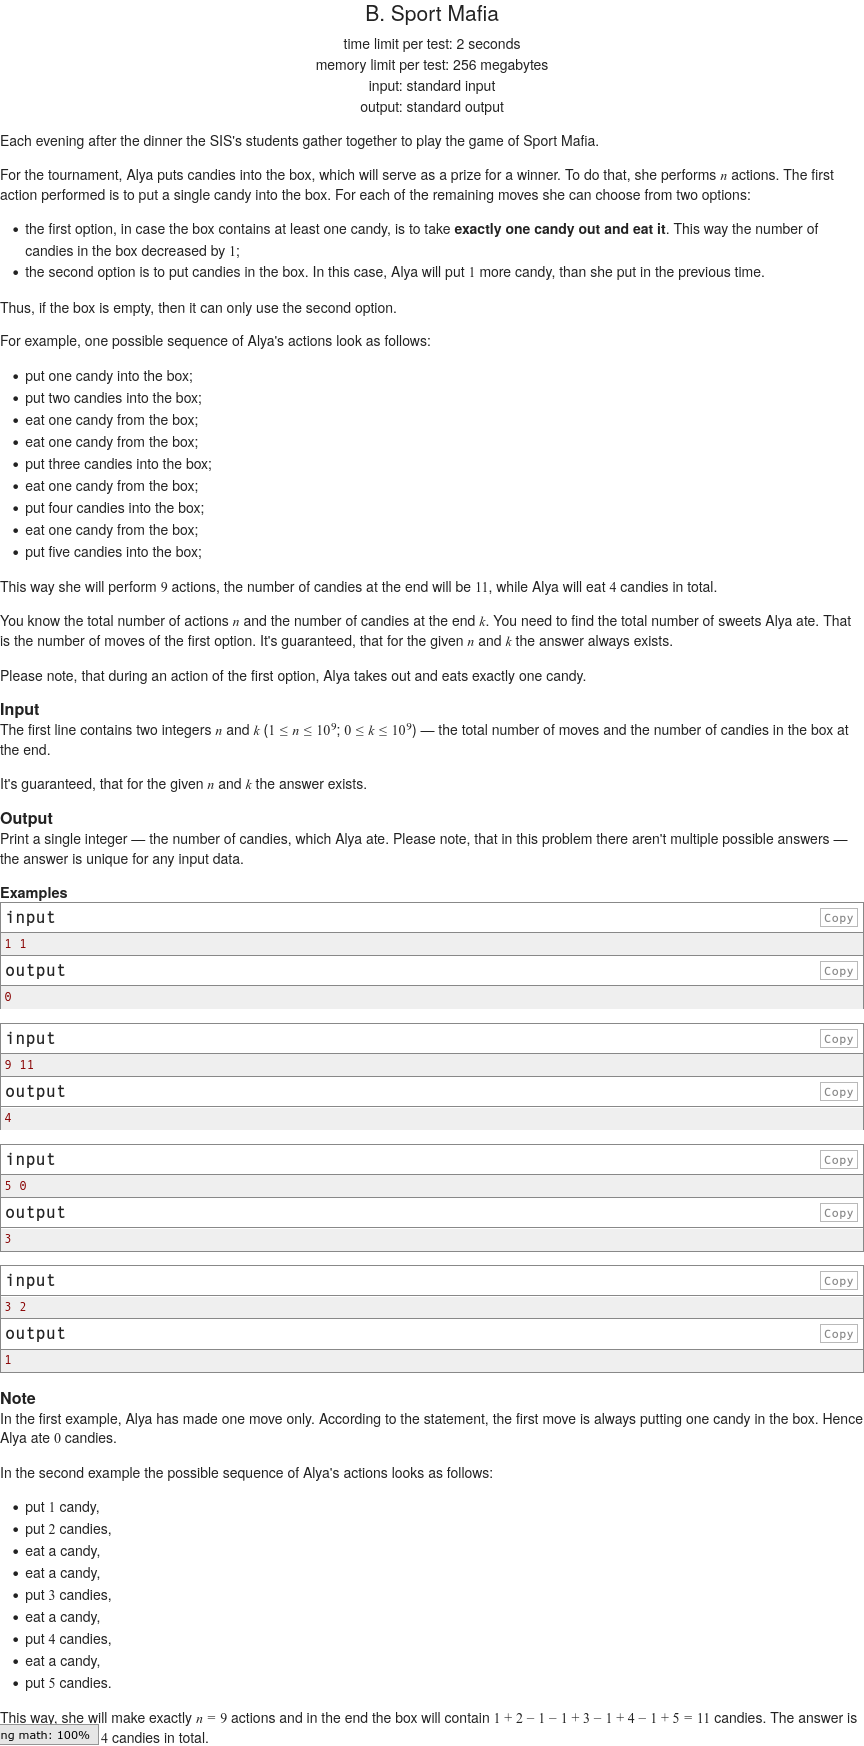 B. Sport Mafia
time limit per test: 2 seconds
memory limit per test: 256 megabytes
input: standard input
output: standard output
Each evening after the dinner the SIS's students gather together to play the game of Sport Mafia.
For the tournament, Alya puts candies into the box, which will serve as a prize for a winner. To do that, she performs n actions. The first
action performed is to put a single candy into the box. For each of the remaining moves she can choose from two options:
• the first option, in case the box contains at least one candy, is to take exactly one candy out and eat it. This way the number of
candies in the box decreased by 1;
• the second option is to put candies in the box. In this case, Alya will put 1 more candy, than she put in the previous time.
Thus, if the box is empty, then it can only use the second option.
For example, one possible sequence of Alya's actions look as follows:
• put one candy into the box;
• put two candies into the box;
• eat one candy from the box;
• eat one candy from the box;
• put three candies into the box;
• eat one candy from the box;
• put four candies into the box;
• eat one candy from the box;
• put five candies into the box;
This way she will perform 9 actions, the number of candies at the end will be 11, while Alya will eat 4 candies in total.
You know the total number of actions n and the number of candies at the end k. You need to find the total number of sweets Alya ate. That
is the number of moves of the first option. It's guaranteed, that for the given n and k the answer always exists.
Please note, that during an action of the first option, Alya takes out and eats exactly one candy.
Input
The first line contains two integers n and k (1 ≤ n ≤ 10⁹; 0 ≤ k ≤ 10⁹) — the total number of moves and the number of candies in the box at
the end.
It's guaranteed, that for the given n and k the answer exists.
Output
Print a single integer — the number of candies, which Alya ate. Please note, that in this problem there aren't multiple possible answers —
the answer is unique for any input data.
Examples
input Copy
1 1
output Copy
0
input Copy
9 11
output Copy
4
input Copy
5 0
output Copy
3
input Copy
3 2
output Copy
1
Note
In the first example, Alya has made one move only. According to the statement, the first move is always putting one candy in the box. Hence
Alya ate 0 candies.
In the second example the possible sequence of Alya's actions looks as follows:
• put 1 candy,
• put 2 candies,
• eat a candy,
• eat a candy,
• put 3 candies,
• eat a candy,
• put 4 candies,
• eat a candy,
• put 5 candies.
This way, she will make exactly n = 9 actions and in the end the box will contain 1 + 2 − 1 − 1 + 3 − 1 + 4 − 1 + 5 = 11 candies. The answer is
ng math: 100% 4 candies in total.